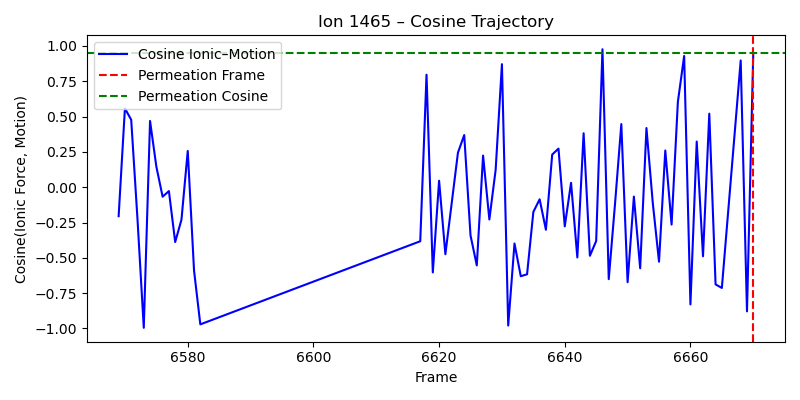 Ion 1465 – Cosine Trajectory
Cosine(Ionic Force, Motion)
1.00
0.75
0.50
0.25
0.00
−0.25
−0.50
−0.75
−1.00
Cosine Ionic–Motion
Permeation Frame
Permeation Cosine
6580
6600
6620
6640
6660
Frame